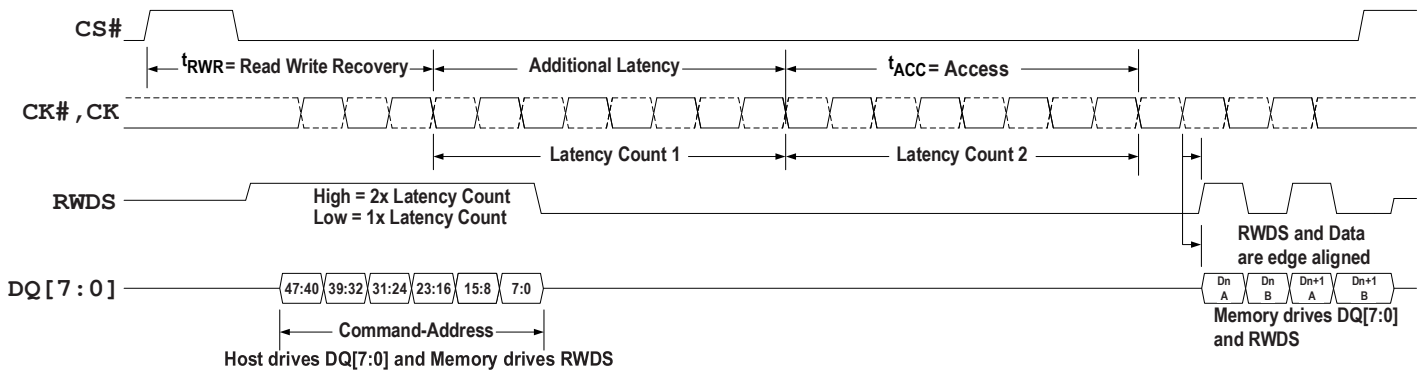 CS#
tRWR= Read Write Recovery
Additional Latency
tACC= Access
CK#,CK
Latency Count 1
Latency Count 2
RWDS
High = 2x Latency Count
Low = 1x Latency Count
RWDS and Data
are edge aligned
DQ[7:0]
47:40 39:32 31:24 23:16 15:8 7:0
Dn A
Dn B
Dn+1 A
Dn+1 B
Command-Address
Host drives DQ[7:0] and Memory drives RWDS
Memory drives DQ[7:0]
and RWDS